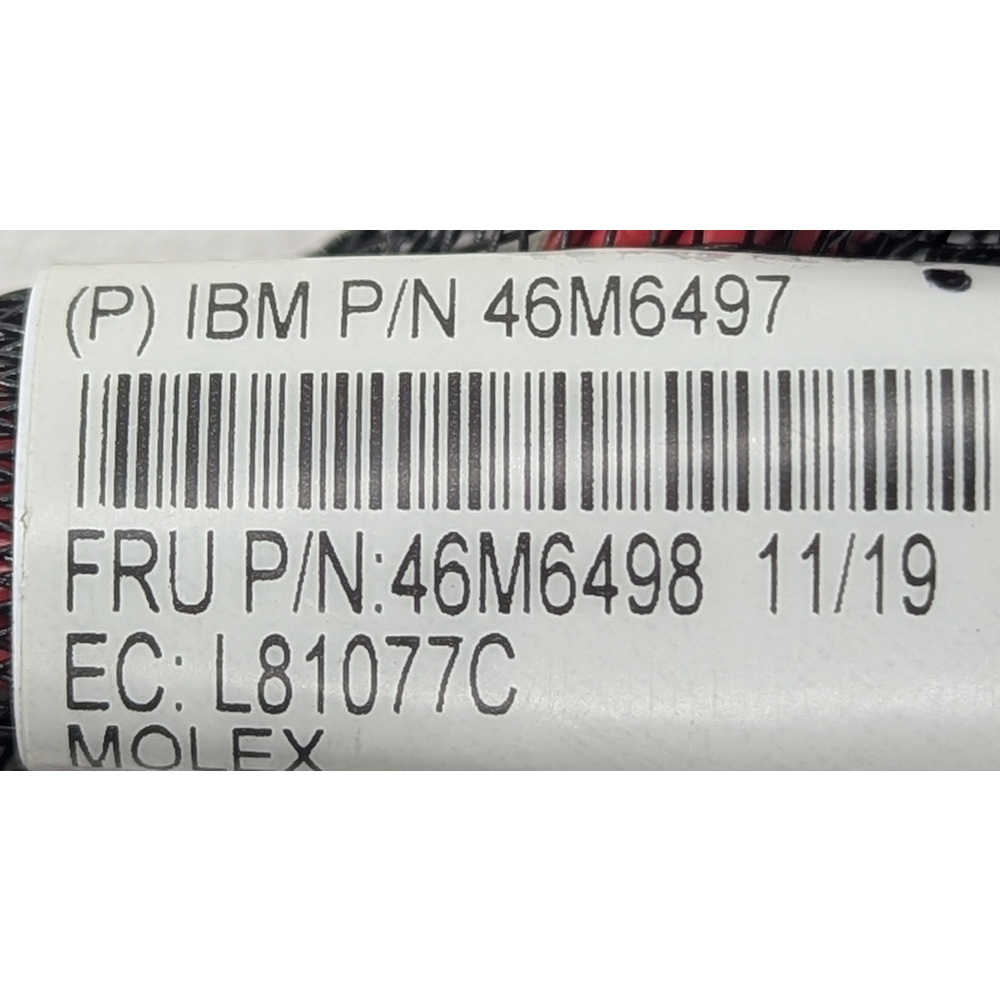 (P) IBM P/N 46M6497
FRU P/N:46M6498 11/19
EC: L81077C
MOLEX